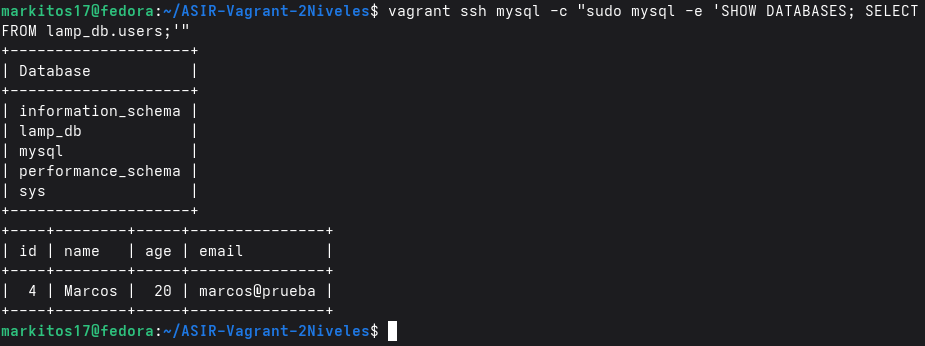 markitos17@fedora:~/ASIR-Vagrant-2Niveles$ vagrant ssh mysql -c "sudo mysql -e 'SHOW DATABASES; SELECT
FROM lamp_db.users;'"
+--------------------+
| Database           |
+--------------------+
| information_schema |
| lamp_db            |
| mysql              |
| performance_schema |
| sys                |
+--------------------+
+----+--------+-----+---------------+
| id | name   | age | email         |
+----+--------+-----+---------------+
|  4 | Marcos |  20 | marcos@prueba |
+----+--------+-----+---------------+
markitos17@fedora:~/ASIR-Vagrant-2Niveles$